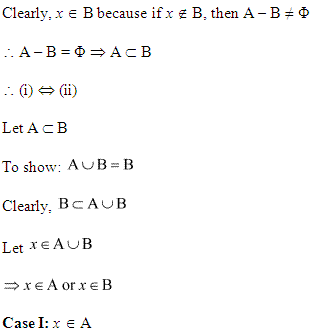 Clearly, x ∈ B because if x ∉ B, then A – B ≠ Φ
∴ A – B = Φ ⇒ A ⊂ B
∴ (i) ⇔ (ii)
Let A ⊂ B
To show: A ∪ B = B
Clearly, B ⊂ A ∪ B
Let x ∈ A ∪ B
⇒ x ∈ A or x ∈ B
Case I: x ∈ A